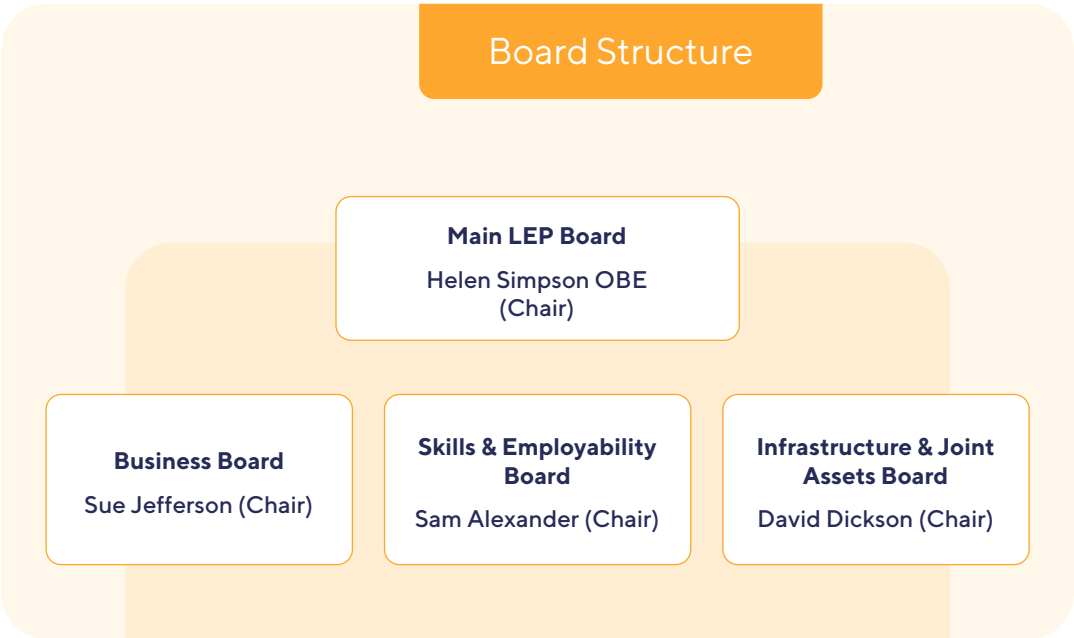 Board Structure
Main LEP Board
Helen Simpson OBE
(Chair)
Business Board
Sue Jefferson (Chair)
Skills & Employability
Board
Sam Alexander (Chair)
Infrastructure & Joint
Assets Board
David Dickson (Chair)